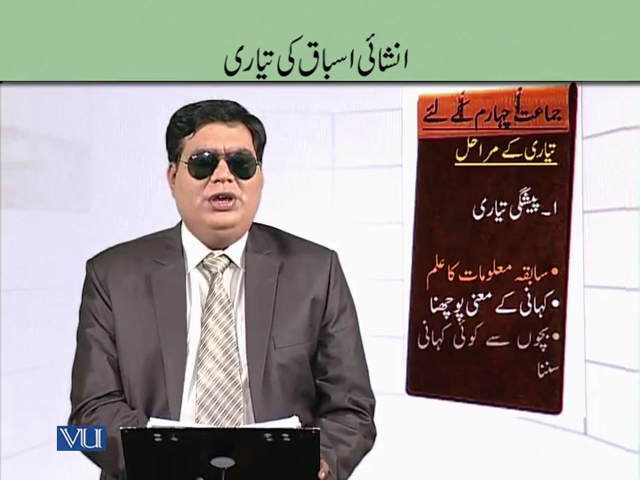 انشائی اسباق کی تیاری
جماعت چہارم کے لئے
تیاری کے مراحل
۱۔ پیشگی تیاری
• سابقہ معلومات کا علم
• کہانی کے معنی پوچھنا
• بچوں سے کوئی کہانی
سننا
VU